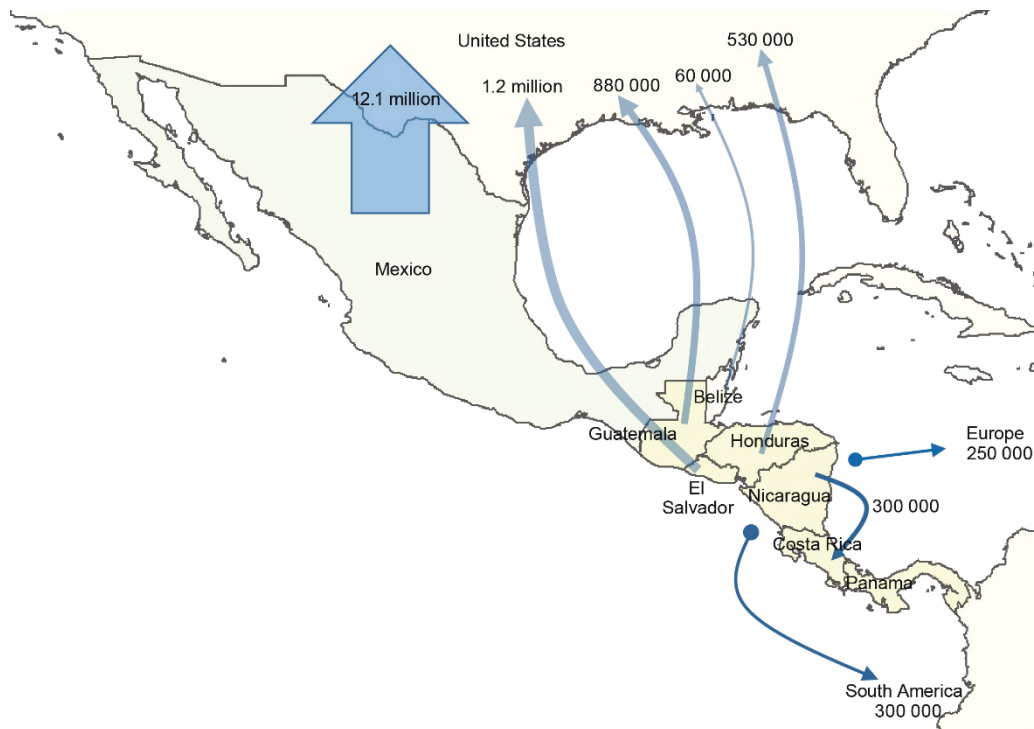 United States
530 000
1.2 million
880 000
60 000
12.1 million
Mexico
Belize
Guatemala
Honduras
Europe
250 000
El
Salvador
Nicaragua
300 000
Costa Rica
Panama
South America
300 000